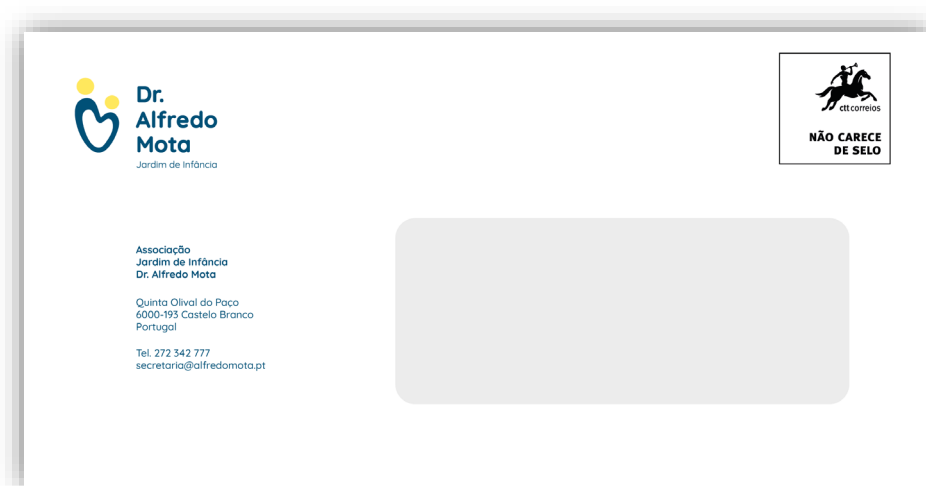 Dr.
Alfredo
Mota
Jardim de Infância
ctt correios
NÃO CARECE
DE SELO
Associação
Jardim de Infância
Dr. Alfredo Mota
Quinta Olival do Paço
6000-193 Castelo Branco
Portugal
Tel. 272 342 777
secretaria@alfredomota.pt